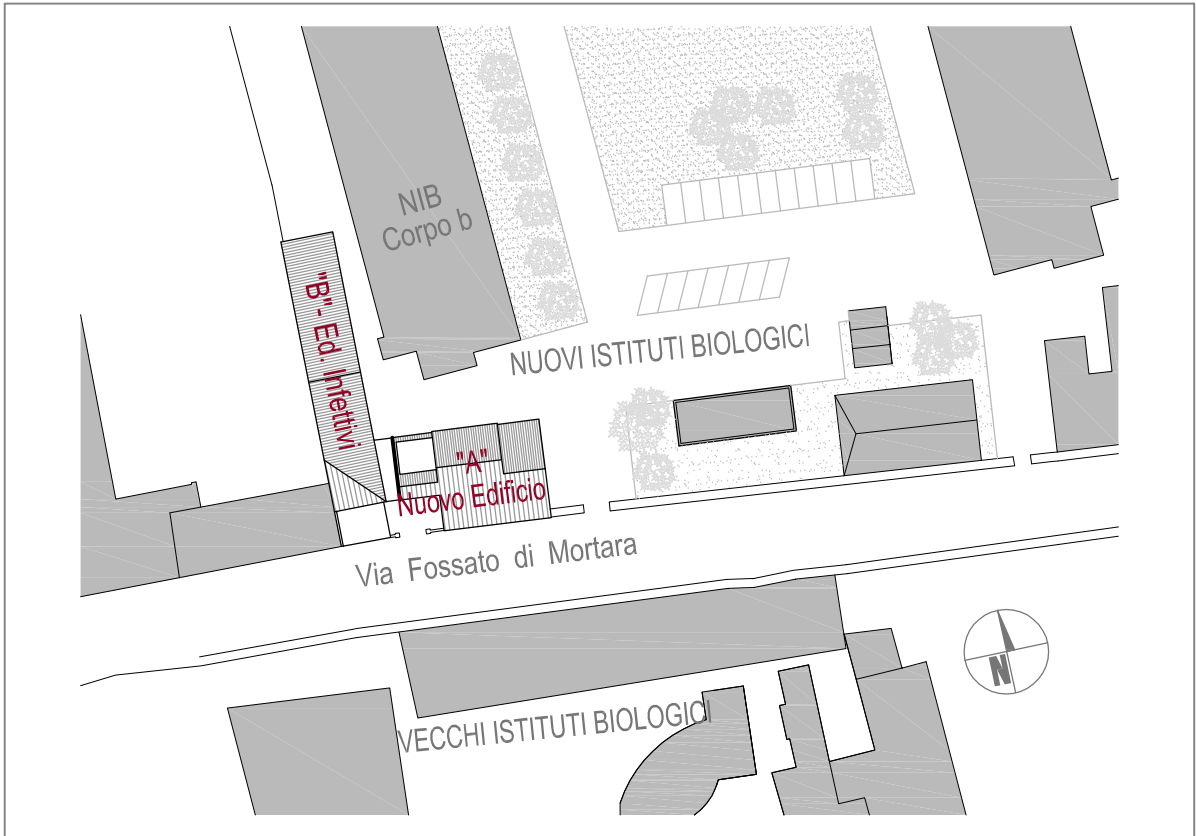 NIB
Corpo b
"B"- Ed. Infettivi
NUOVI ISTITUTI BIOLOGICI
"A"
Nuovo Edificio
Via Fossato di Mortara
N
VECCHI ISTITUTI BIOLOGICI